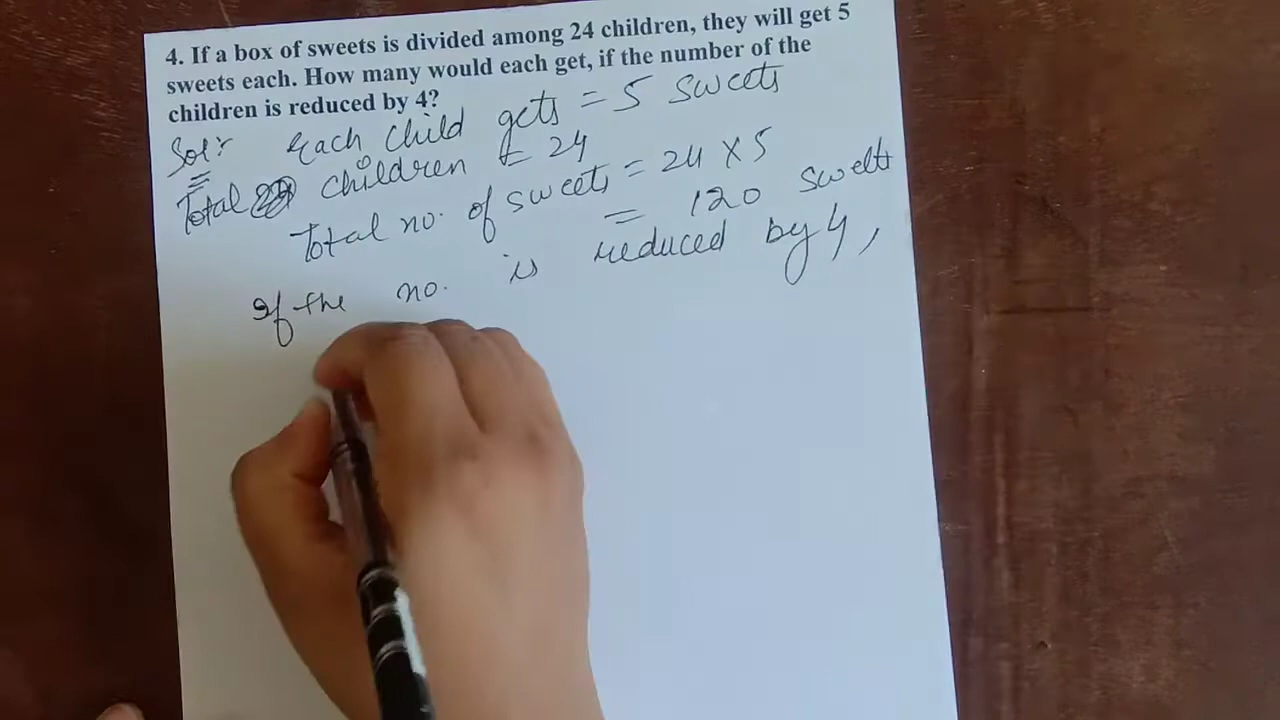 4. If a box of sweets is divided among 24 children, they will get 5
sweets each. How many would each get, if the number of the
children is reduced by 4?
Sol: Each child gets = 5 sweets
Total children = 24
Total no. of sweets = 24 × 5
= 120 sweets
If the no. is reduced by 4,